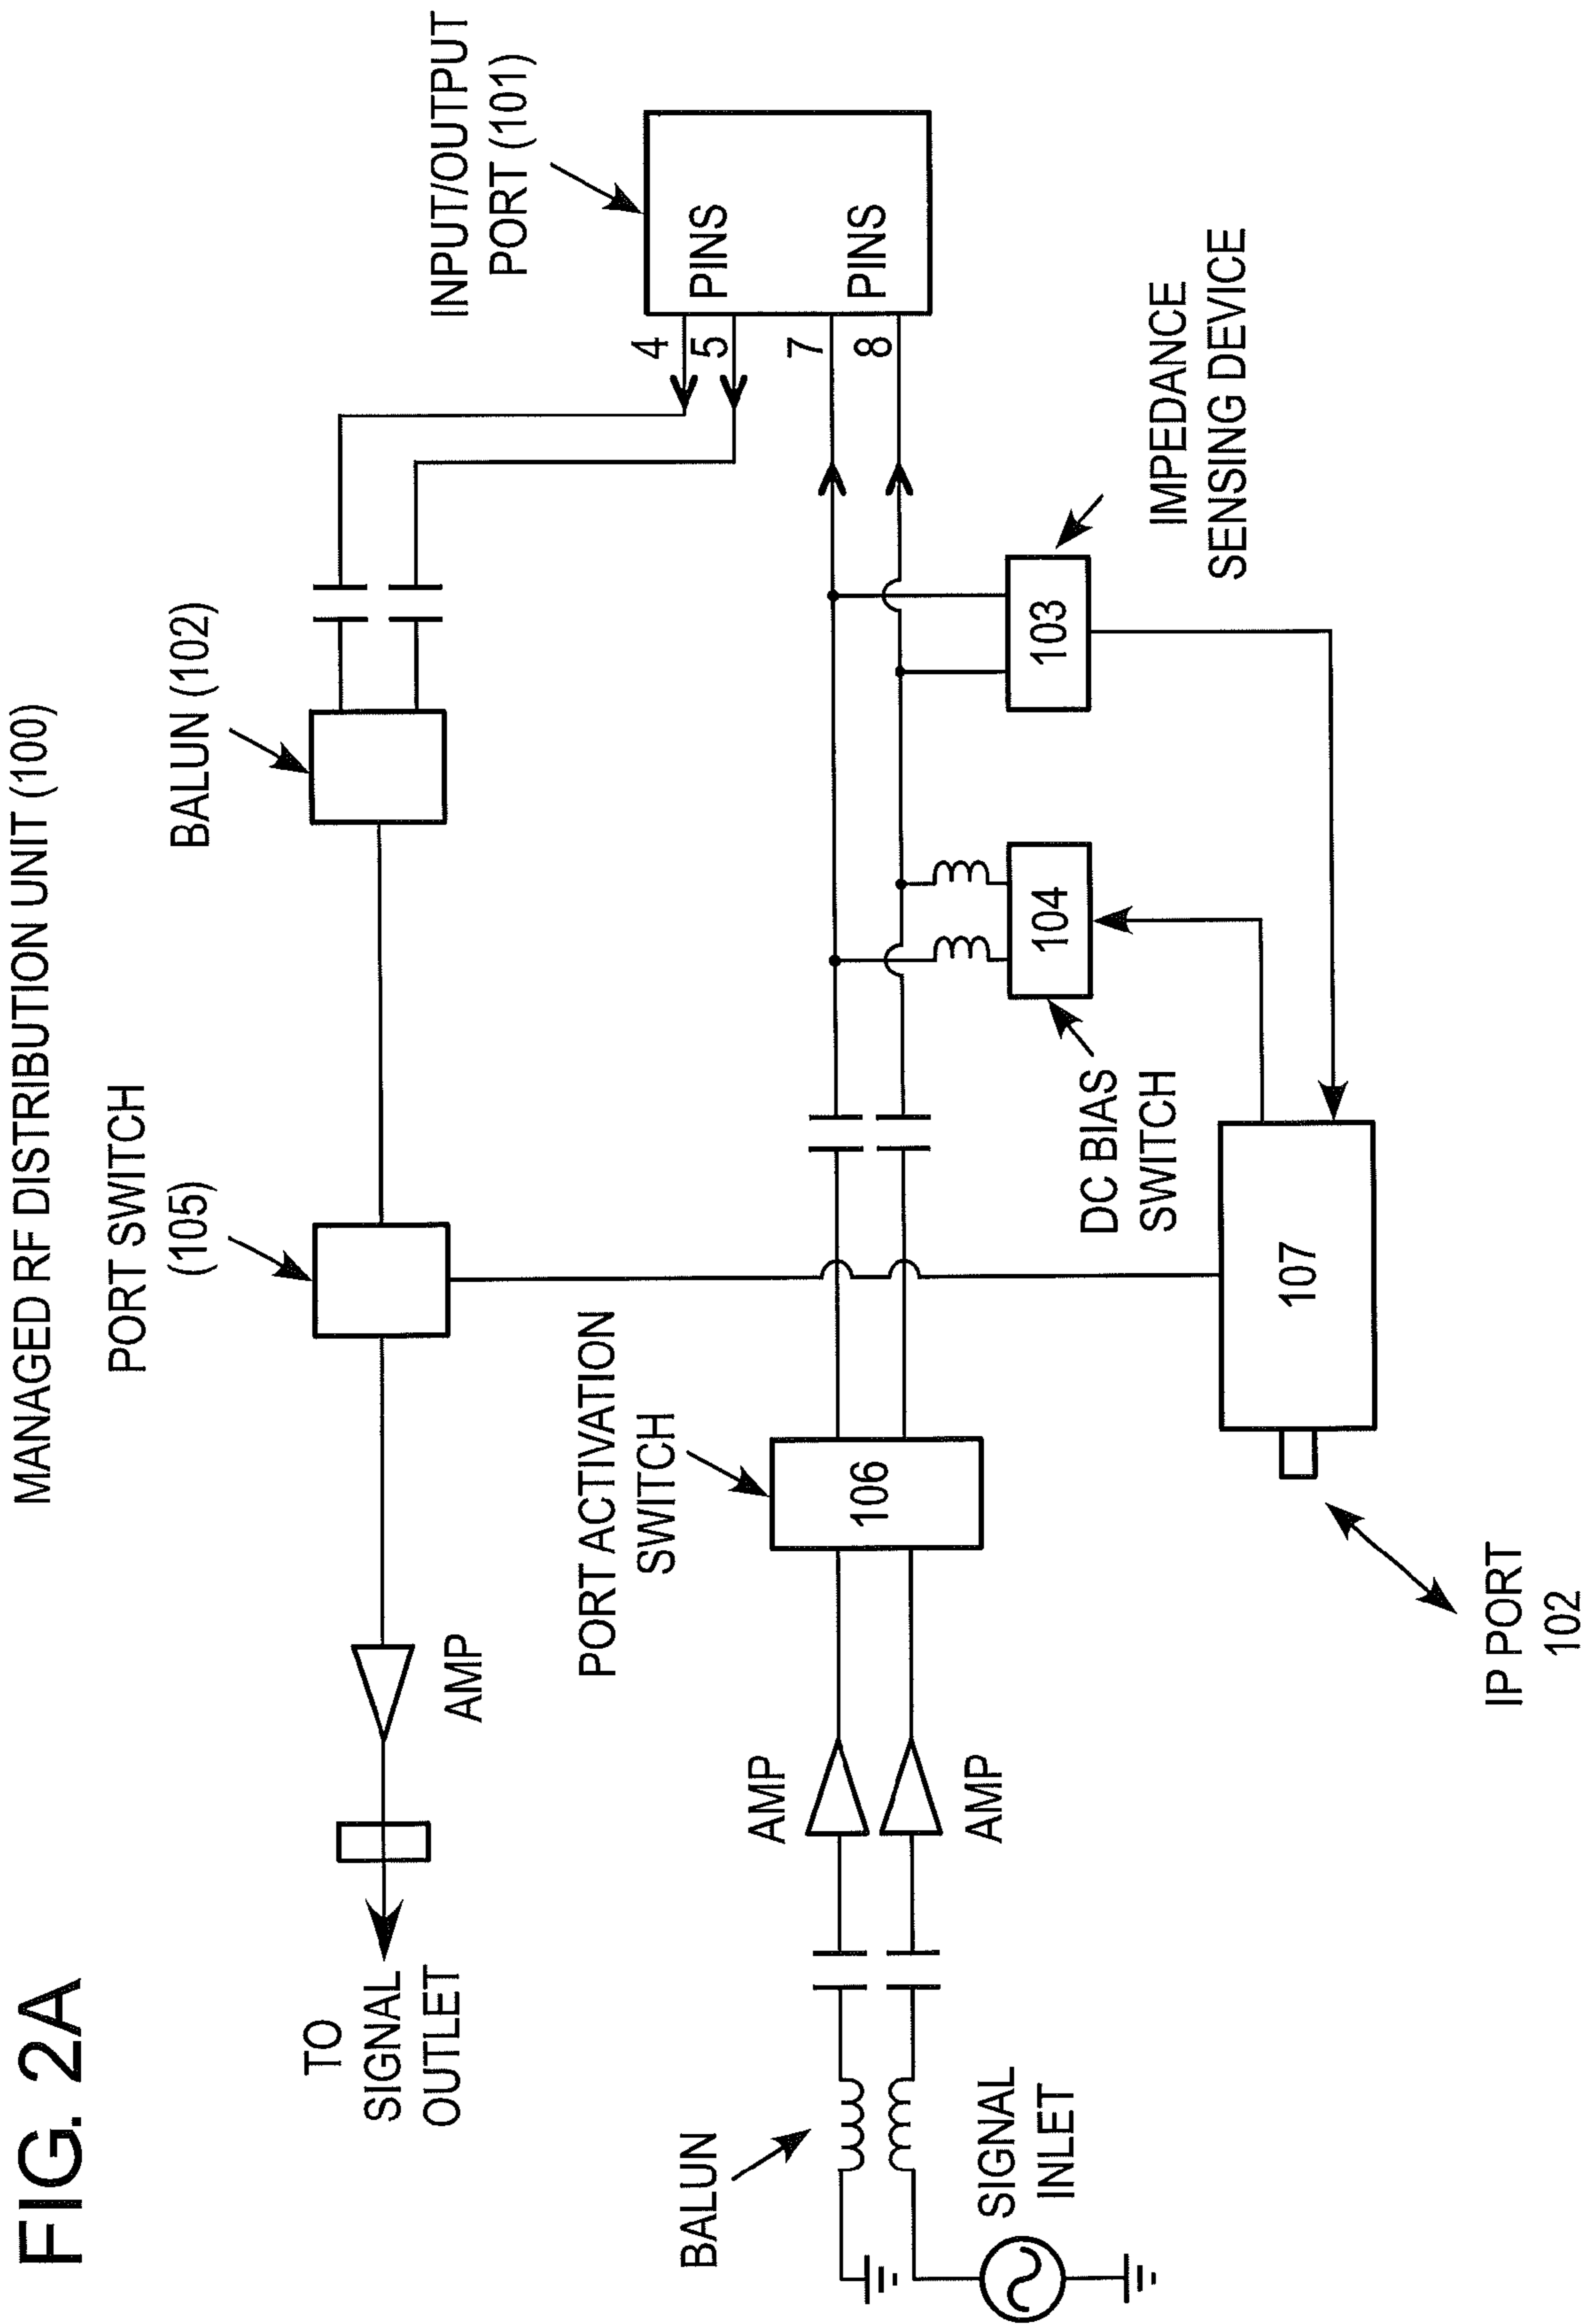 FIG. 2A
MANAGED RF DISTRIBUTION UNIT (100)
TO
SIGNAL
OUTLET
AMP
PORT SWITCH
(105)
BALUN (102)
INPUT/OUTPUT
PORT (101)
PINS
PINS
4
5
7
8
BALUN
SIGNAL
INLET
AMP
AMP
PORT ACTIVATION
SWITCH
106
DC BIAS
SWITCH
104
103
IMPEDANCE
SENSING DEVICE
107
IP PORT
102